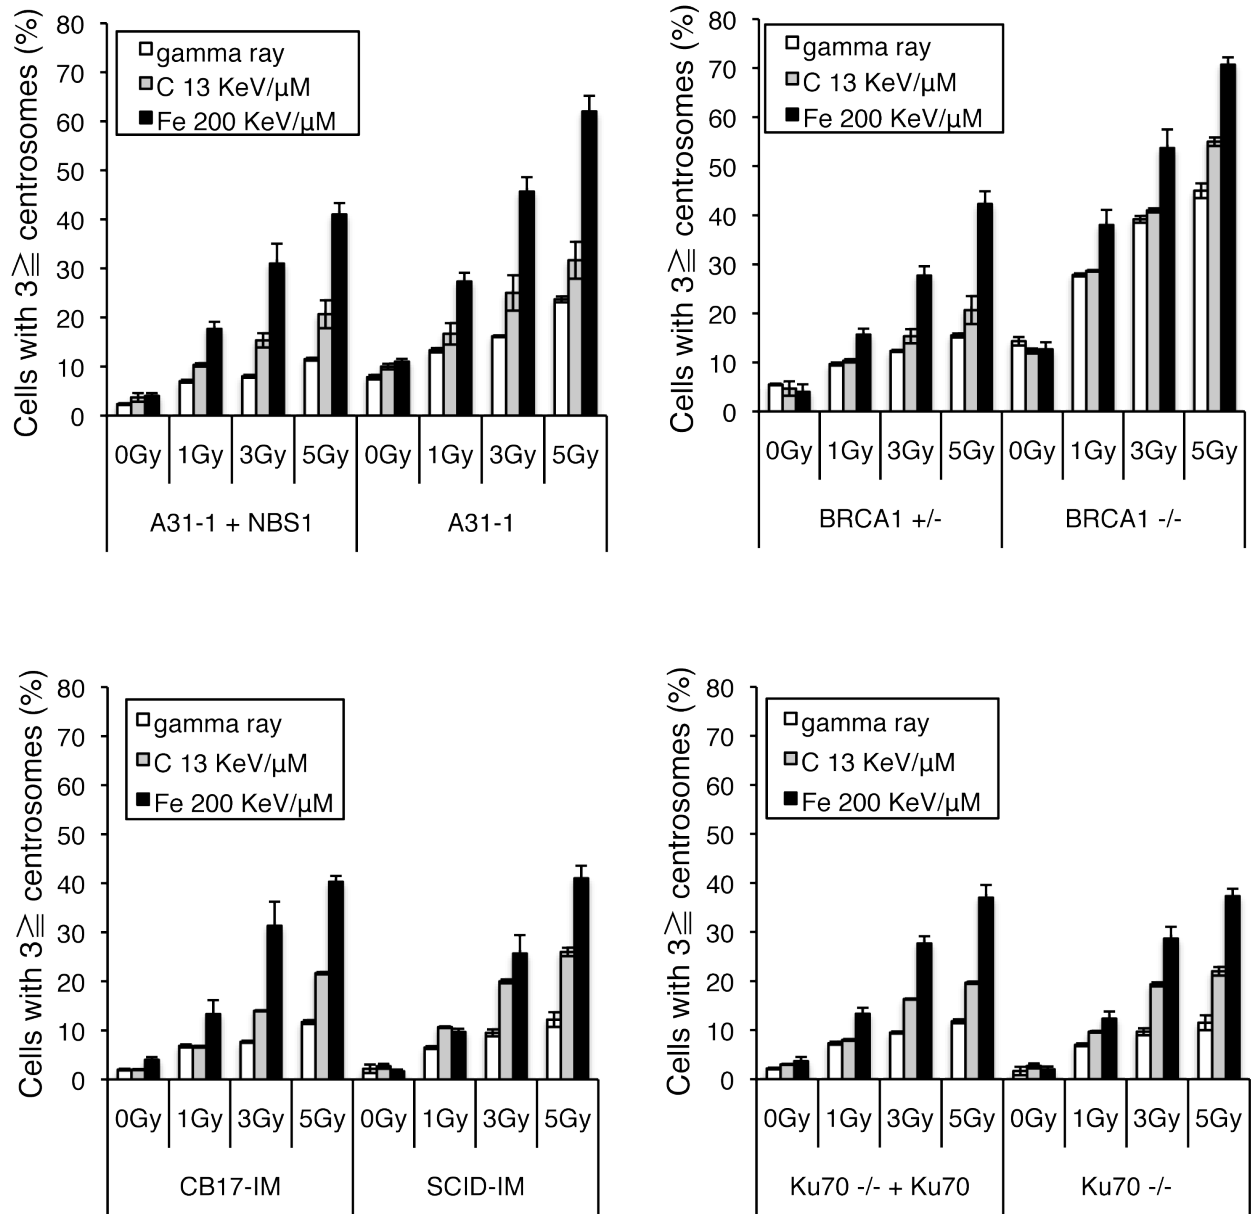 Cells with 3≧ centrosomes (%)
80
70
60
50
40
30
20
10
0
gamma ray
C 13 KeV/μM
Fe 200 KeV/μM
0Gy 1Gy 3Gy 5Gy 0Gy 1Gy 3Gy 5Gy
A31-1 + NBS1 A31-1
Cells with 3≧ centrosomes (%)
80
70
60
50
40
30
20
10
0
gamma ray
C 13 KeV/μM
Fe 200 KeV/μM
0Gy 1Gy 3Gy 5Gy 0Gy 1Gy 3Gy 5Gy
BRCA1 +/- BRCA1 -/-
Cells with 3≧ centrosomes (%)
80
70
60
50
40
30
20
10
0
gamma ray
C 13 KeV/μM
Fe 200 KeV/μM
0Gy 1Gy 3Gy 5Gy 0Gy 1Gy 3Gy 5Gy
CB17-IM SCID-IM
Cells with 3≧ centrosomes (%)
80
70
60
50
40
30
20
10
0
gamma ray
C 13 KeV/μM
Fe 200 KeV/μM
0Gy 1Gy 3Gy 5Gy 0Gy 1Gy 3Gy 5Gy
Ku70 -/- + Ku70 Ku70 -/-